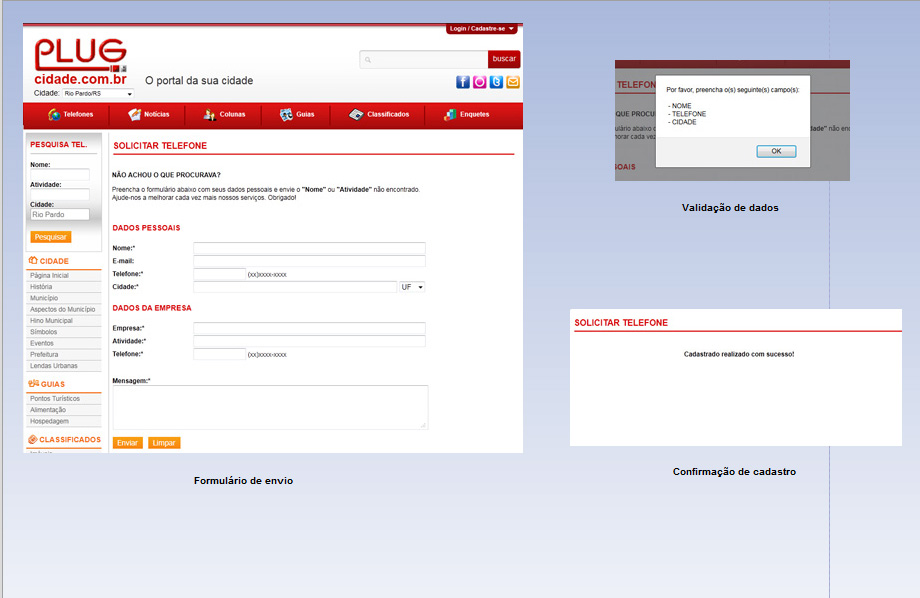 Login / Cadastre-se
PLUG
cidade.com.br
O portal da sua cidade
buscar
Cidade: Rio Pardo/RS
Telefones Notícias Colunas Guias Classificados Enquetes
PESQUISA TEL.
Nome:
Atividade:
Cidade:
Rio Pardo
Pesquisar
CIDADE
Página Inicial
História
Município
Aspectos do Município
Hino Municipal
Símbolos
Eventos
Prefeitura
Lendas Urbanas
GUIAS
Pontos Turísticos
Alimentação
Hospedagem
CLASSIFICADOS
SOLICITAR TELEFONE
NÃO ACHOU O QUE PROCURAVA?
Preencha o formulário abaixo com seus dados pessoais e envie o "Nome" ou "Atividade" não encontrado.
Ajude-nos a melhorar cada vez mais nossos serviços. Obrigado!
DADOS PESSOAIS
Nome:*
E-mail:
Telefone:* (xx)xxxx-xxxx
Cidade:* UF
DADOS DA EMPRESA
Empresa:*
Atividade:*
Telefone:* (xx)xxxx-xxxx
Mensagem:*
Enviar Limpar
Formulário de envio
TELEFON
QUE PROCU
ulário abaixo c
horar cada vez
OAIS
dade" não en
Por favor, preencha o(s) seguinte(s) campo(s):
- NOME
- TELEFONE
- CIDADE
OK
Validação de dados
SOLICITAR TELEFONE
Cadastrado realizado com sucesso!
Confirmação de cadastro